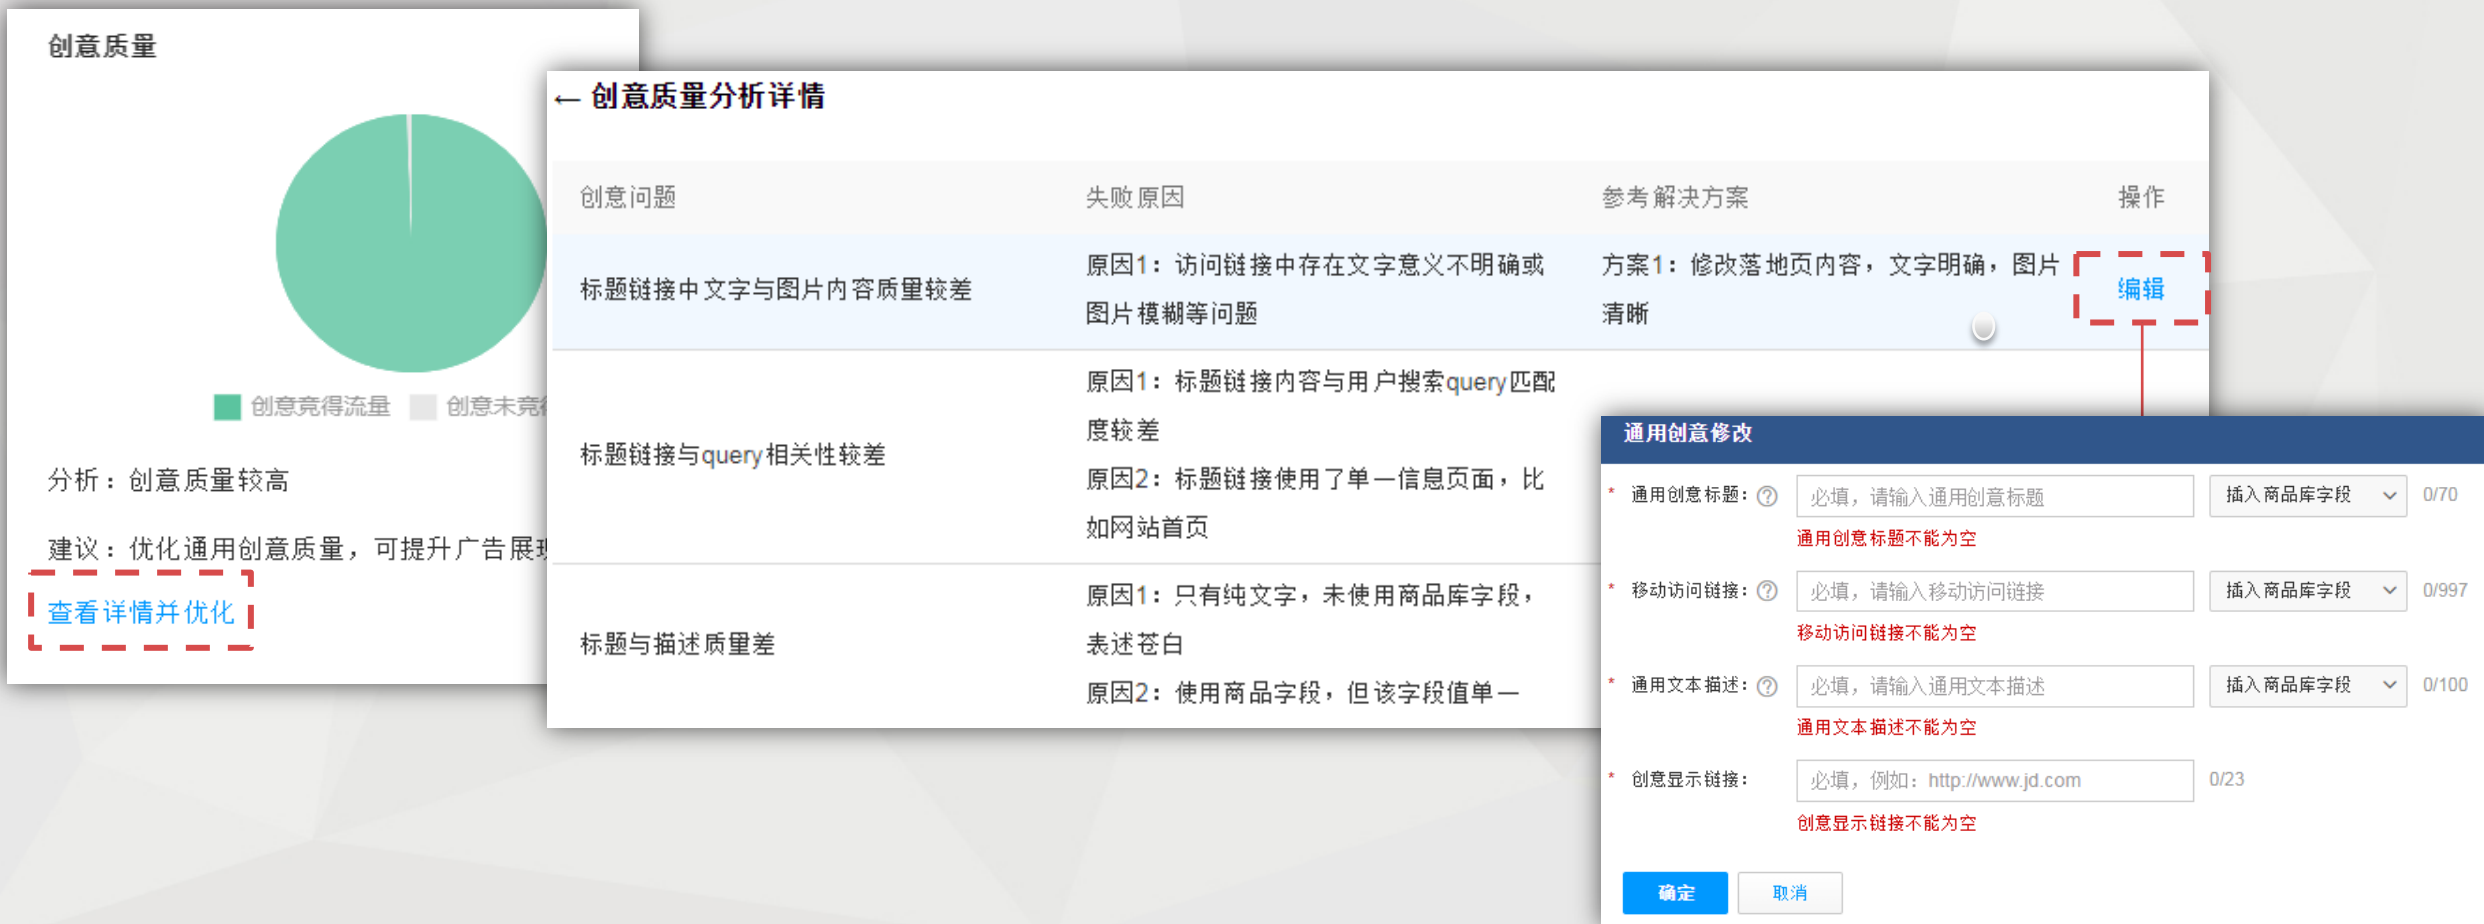 创意质量
创意竞得流量
创意未竞
分析：创意质量较高
建议：优化通用创意质量，可提升广告展
查看详情并优化
← 创意质量分析详情
创意问题 失败原因 参考解决方案 操作
标题链接中文字与图片内容质量较差
原因1：访问链接中存在文字意义不明确或
图片模糊等问题
方案1：修改落地页内容，文字明确，图片
清晰
编辑
标题链接与query相关性较差
原因1：标题链接内容与用户搜索query匹配
度较差
原因2：标题链接使用了单一信息页面，比
如网站首页
标题与描述质量差
原因1：只有纯文字，未使用商品库字段，
表述苍白
原因2：使用商品字段，但该字段值单一
通用创意修改
* 通用创意标题： ? 必填，请输入通用创意标题 插入商品库字段 0/70
通用创意标题不能为空
* 移动访问链接： ? 必填，请输入移动访问链接 插入商品库字段 0/997
移动访问链接不能为空
* 通用文本描述： ? 必填，请输入通用文本描述 插入商品库字段 0/100
通用文本描述不能为空
* 创意显示链接： 必填，例如：http://www.jd.com 0/23
创意显示链接不能为空
确定 取消